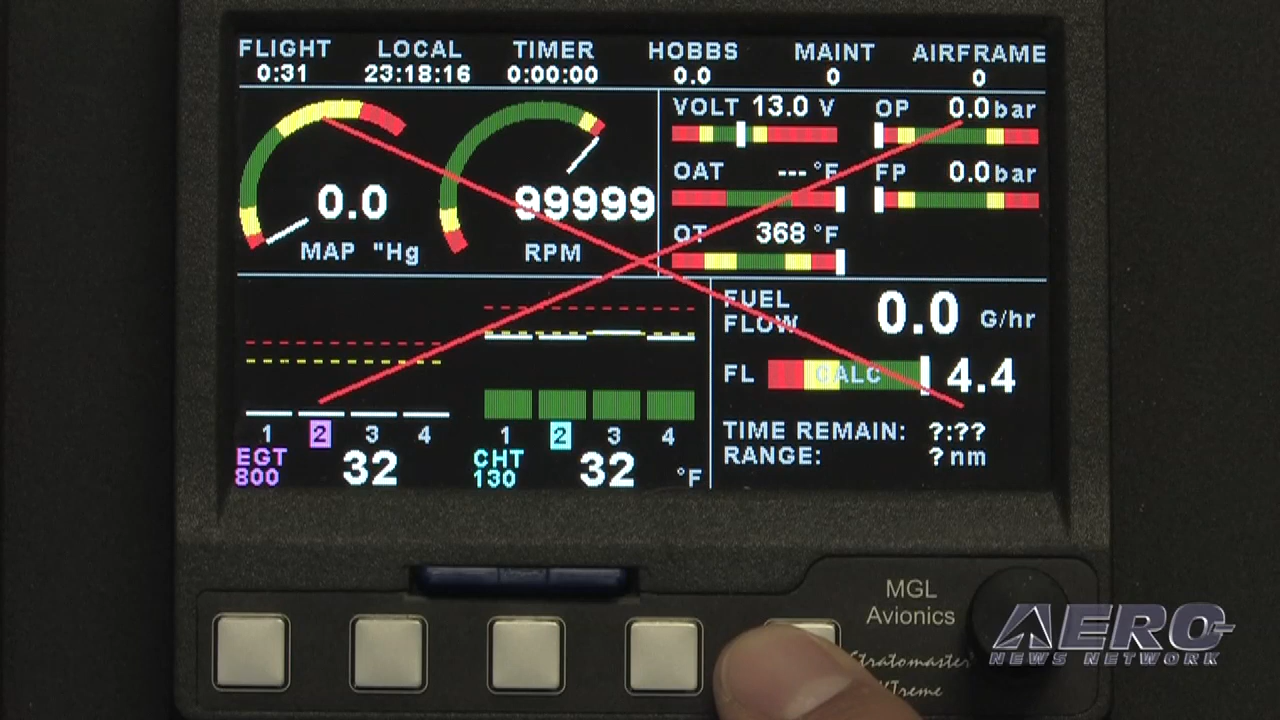 FLIGHT LOCAL TIMER HOBBS MAINT AIRFRAME
0:31 23:18:16 0:00:00 0.0 0 0
0.0
MAP "Hg
99999
RPM
VOLT 13.0 V OP 0.0 bar
OAT --- °F FP 0.0 bar
OT 368 °F
1 2 3 4
EGT
800
32
1 2 3 4
CHT
130
32 °F
FUEL
FLOW
0.0 G/hr
FL CALC 4.4
TIME REMAIN: ?:??
RANGE: ? nm
MGL
Avionics
Stratomaster
XTreme
AERO
NEWS NETWORK